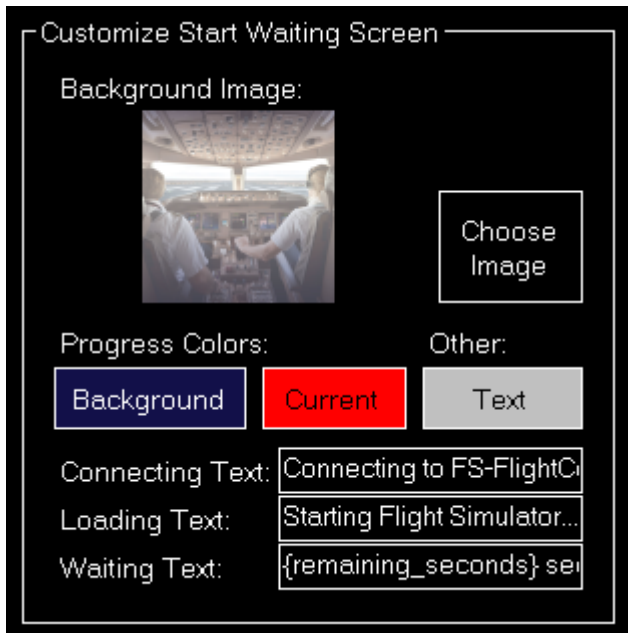 Customize Start Waiting Screen
Background Image:
Choose
Image
Progress Colors:
Other:
Background
Current
Text
Connecting Text:
Connecting to FS-FlightC
Loading Text:
Starting Flight Simulator...
Waiting Text:
{remaining_seconds} se